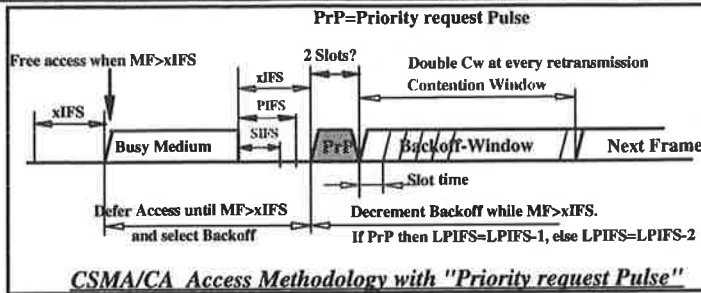 PrP=Priority request Pulse
2 Slots?
Double Cw at every retransmission
Free access when MF>xIFS
xIFS
Contention Window
xIFS
PIFS
SIFS
Busy Medium
PrP
Backoff-Window
Next Frame
Slot time
Defer Access until MF>xIFS
and select Backoff
Decrement Backoff while MF>xIFS.
If PrP then LPIFS=LPIFS-1, else LPIFS=LPIFS-2
CSMA/CA Access Methodology with "Priority request Pulse"